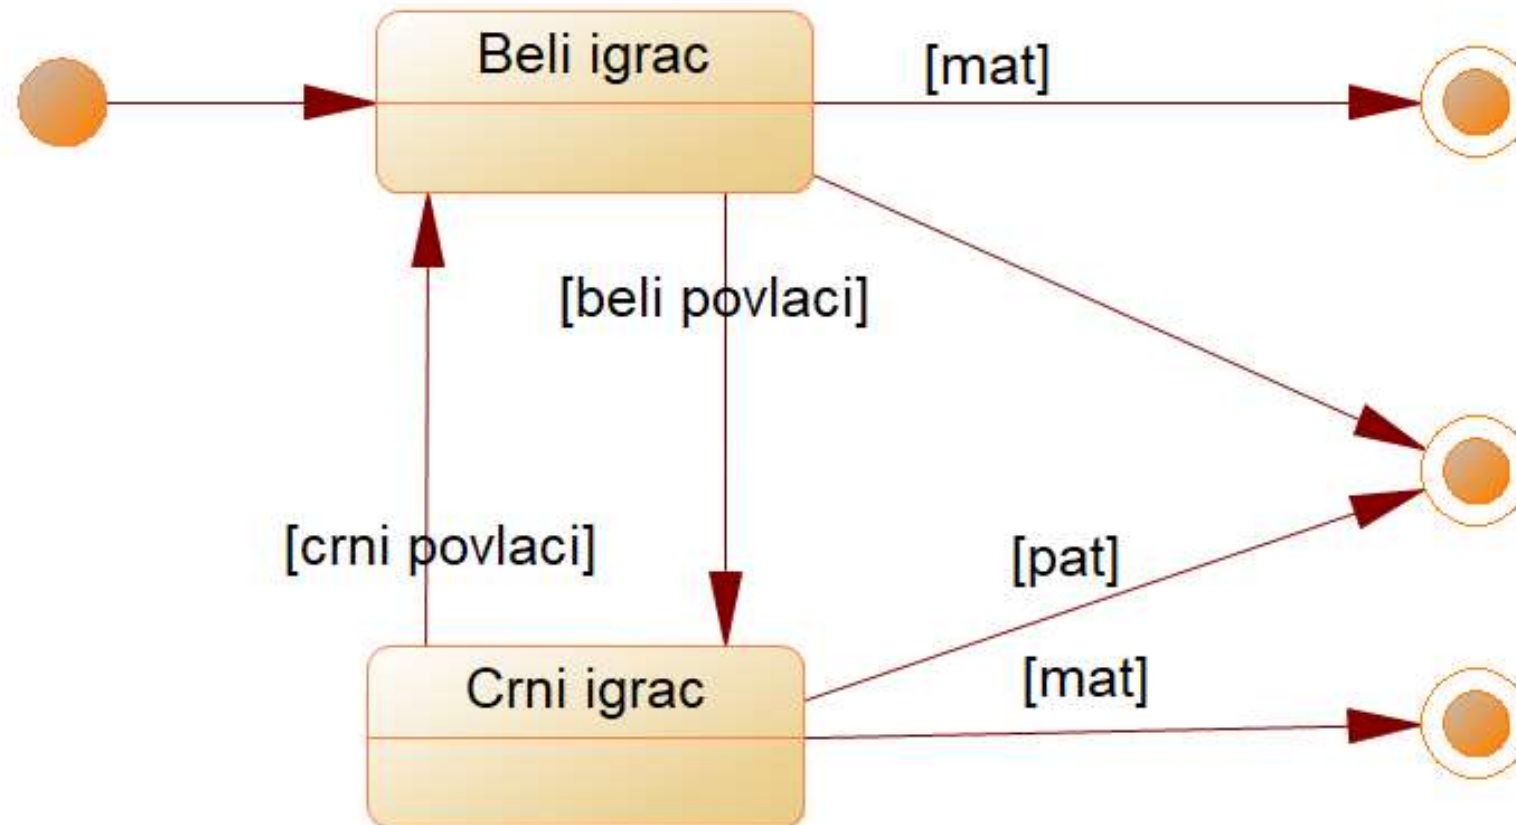 Beli igrac
[mat]
[beli povlaci]
[crni povlaci]
[pat]
Crni igrac
[mat]